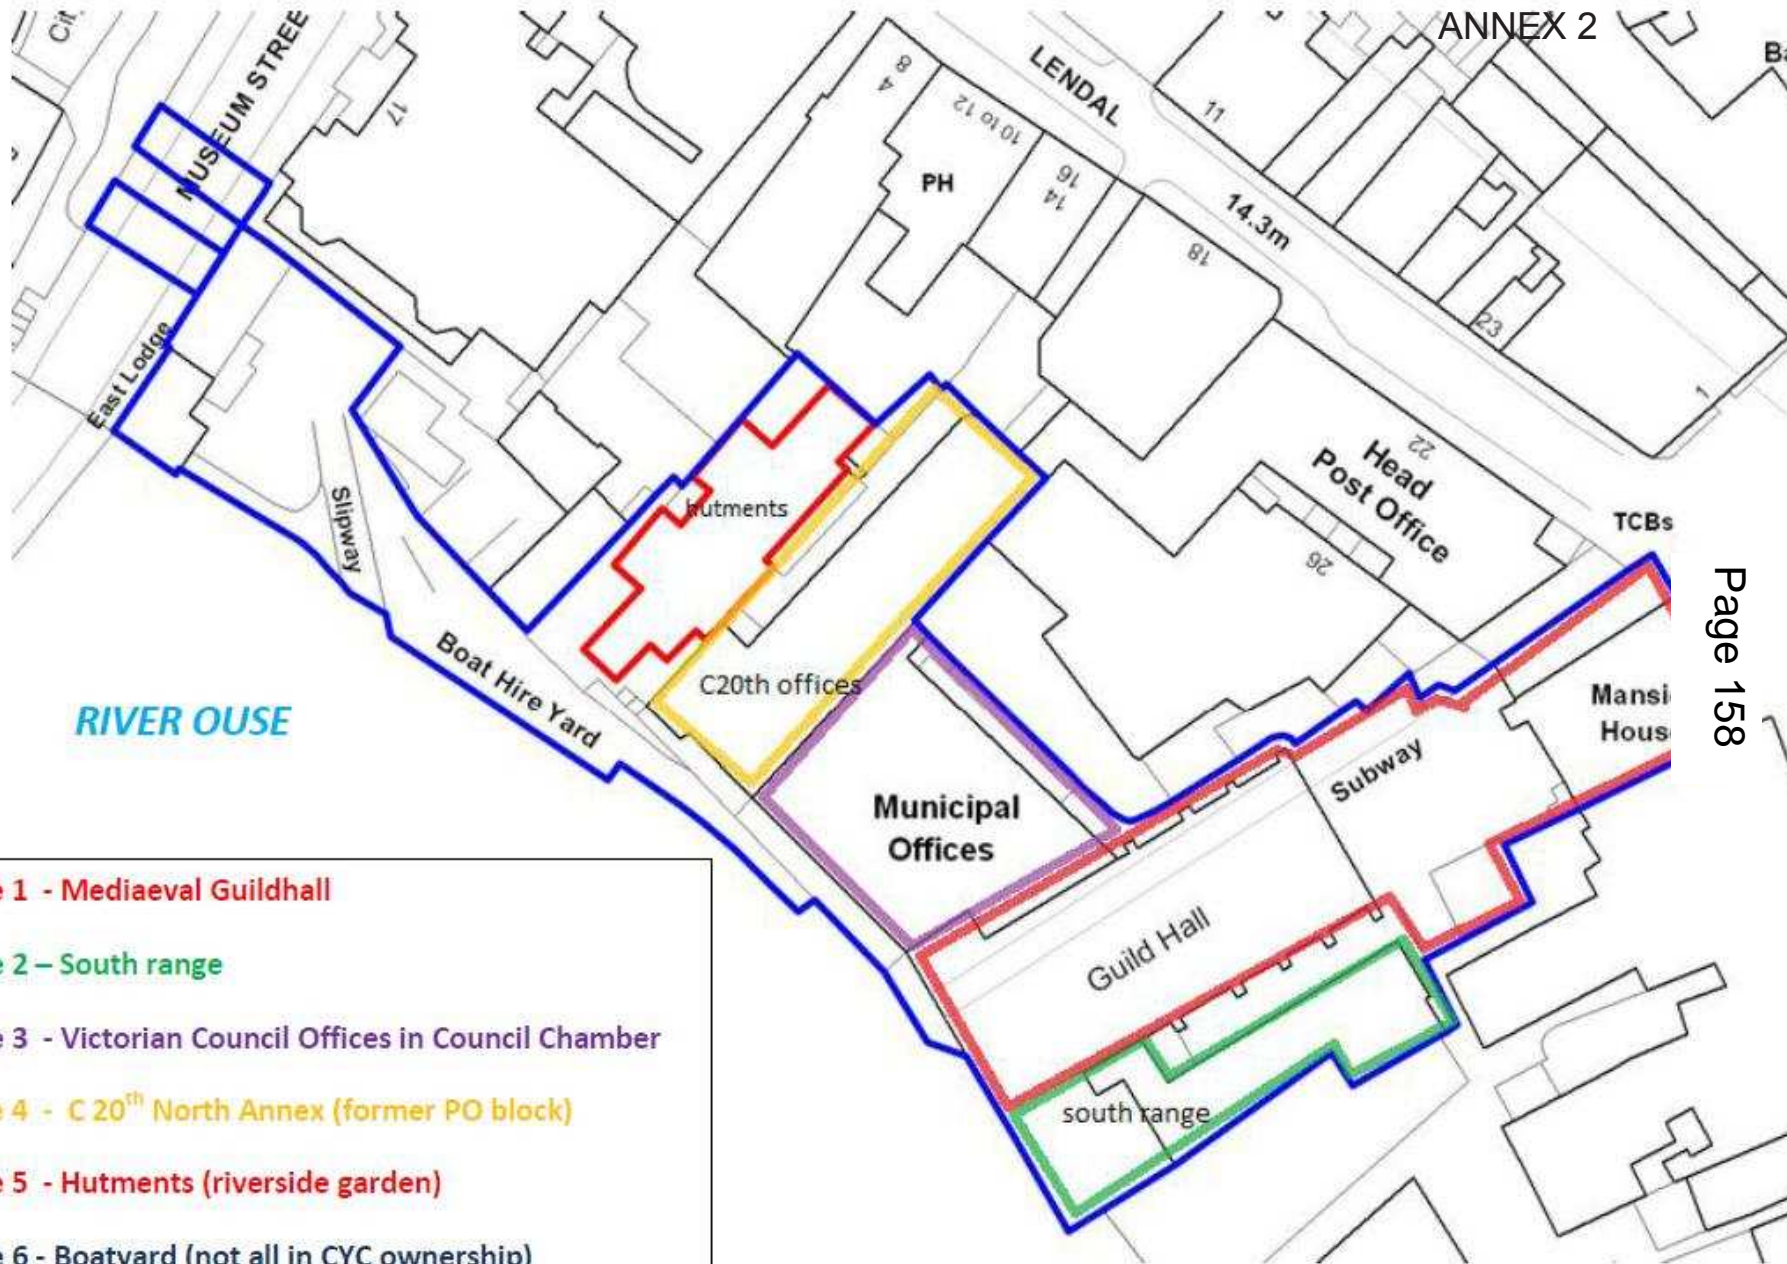 ANNEX 2
MUSEUM STREE
17
8
4
10 to 12
PH
16
14
LENDAL
11
14.3m
18
23
1
East Lodge
Slipway
hutments
22
Head
Post Office
26
TCBs
Page 158
Boat Hire Yard
C20th offices
RIVER OUSE
Mansi
Hous
Subway
Municipal
Offices
Guild Hall
south range
e 1 - Mediaeval Guildhall
e 2 – South range
e 3 - Victorian Council Offices in Council Chamber
e 4 - C 20th North Annex (former PO block)
e 5 - Hutments (riverside garden)
e 6 - Boatyard (not all in CYC ownership)